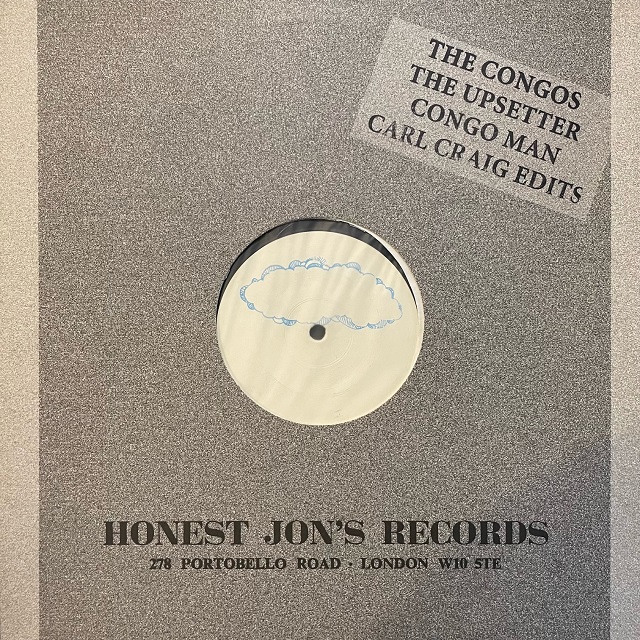 THE CONGOS
THE UPSETTER
CONGO MAN
CARL CRAIG EDITS
HONEST JON'S RECORDS
278 PORTOBELLO ROAD · LONDON W10 5TE